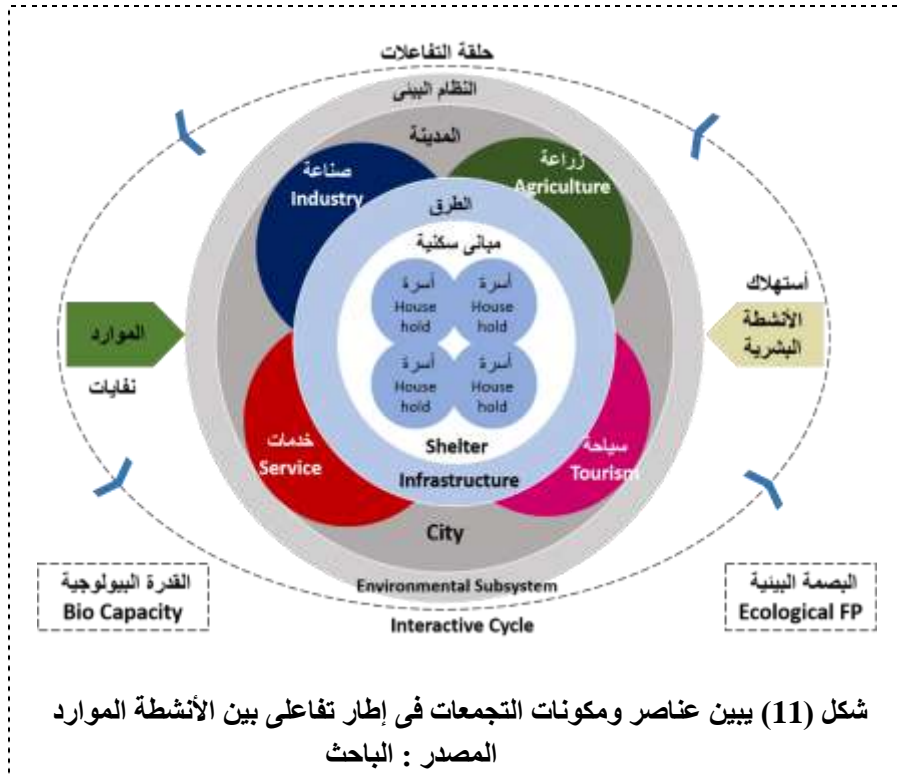 حلقة التفاعلات
النظام البيئى
المدينة
صناعة
Industry
زراعة
Agriculture
الطرق
مبانى سكنية
أسرة
House
hold
أسرة
House
hold
أسرة
House
hold
أسرة
House
hold
Shelter
Infrastructure
أستهلاك
الأنشطة
البشرية
الموارد
نفايات
خدمات
Service
سياحة
Tourism
City
Environmental Subsystem
Interactive Cycle
البصمة البيئية
Ecological FP
القدرة البيولوجية
Bio Capacity
شكل (11) يبين عناصر ومكونات التجمعات فى إطار تفاعلى بين الأنشطة الموارد
المصدر : الباحث